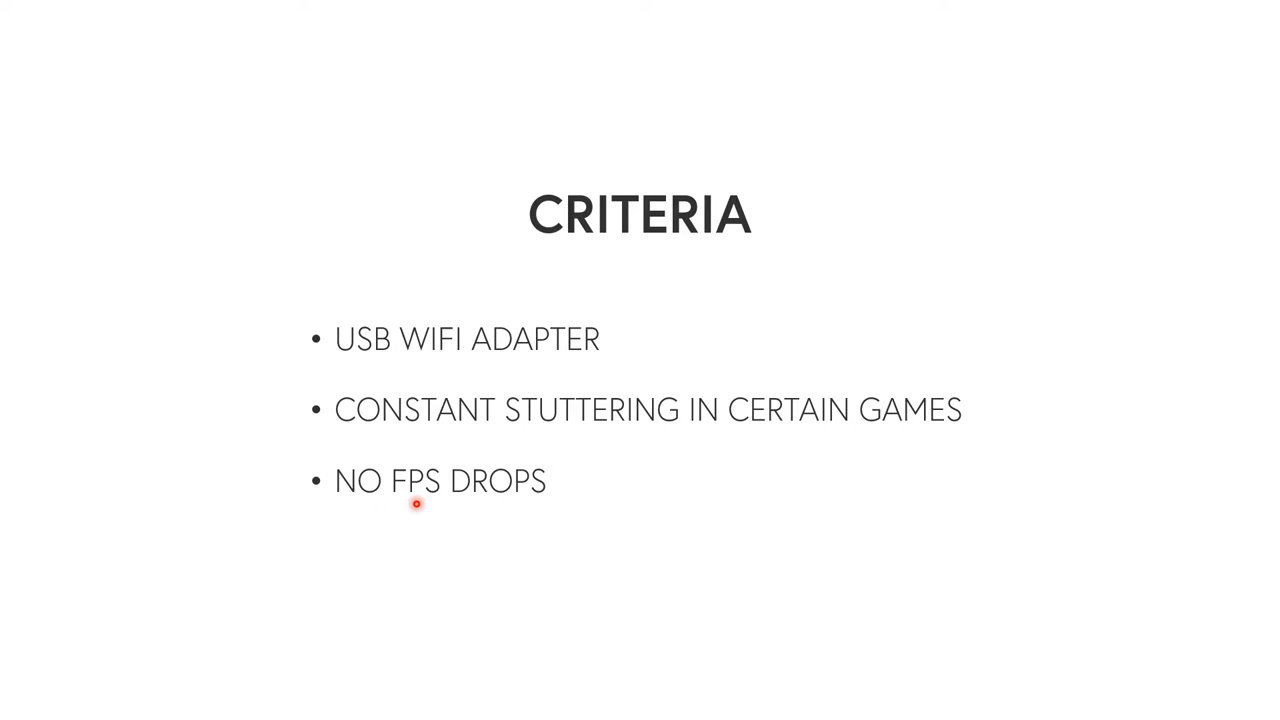 CRITERIA
• USB WIFI ADAPTER
• CONSTANT STUTTERING IN CERTAIN GAMES
• NO FPS DROPS